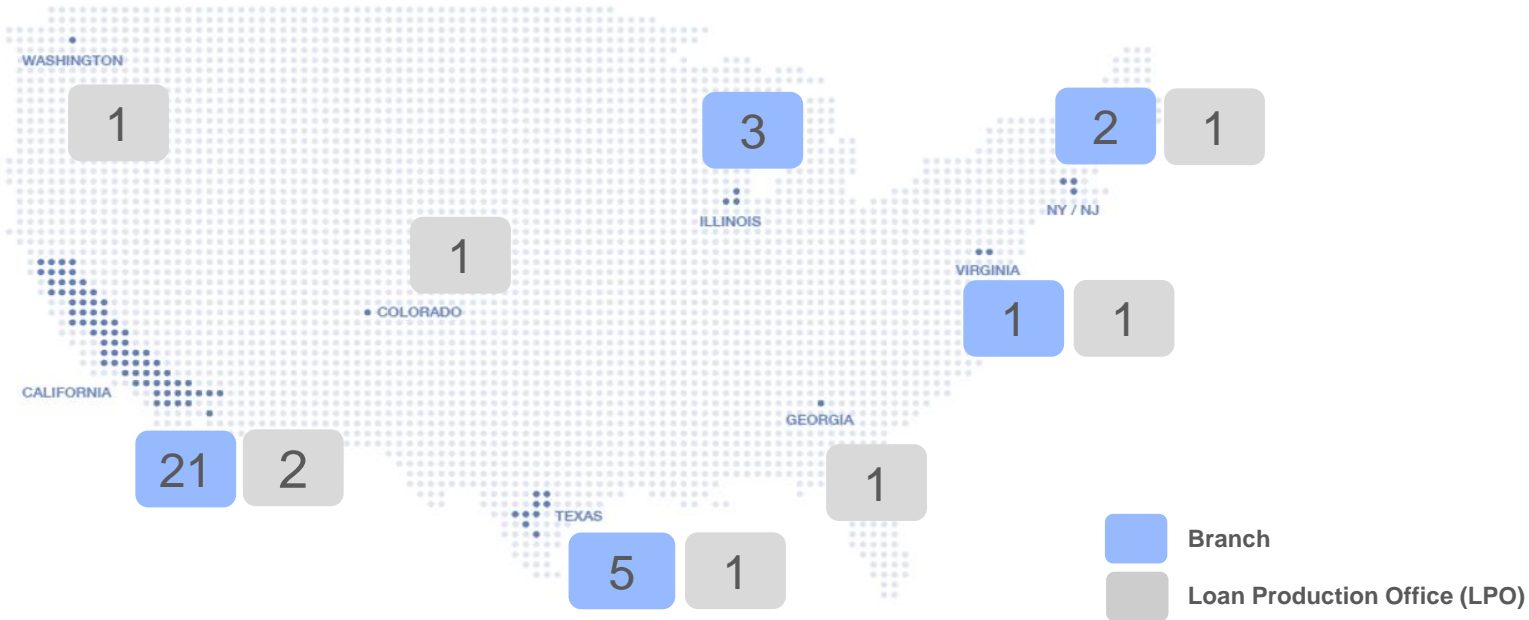 WASHINGTON
1
3
ILLINOIS
2 1
NY / NJ
1
COLORADO
VIRGINIA
1 1
CALIFORNIA
21 2
GEORGIA
1
TEXAS
5 1
Branch
Loan Production Office (LPO)